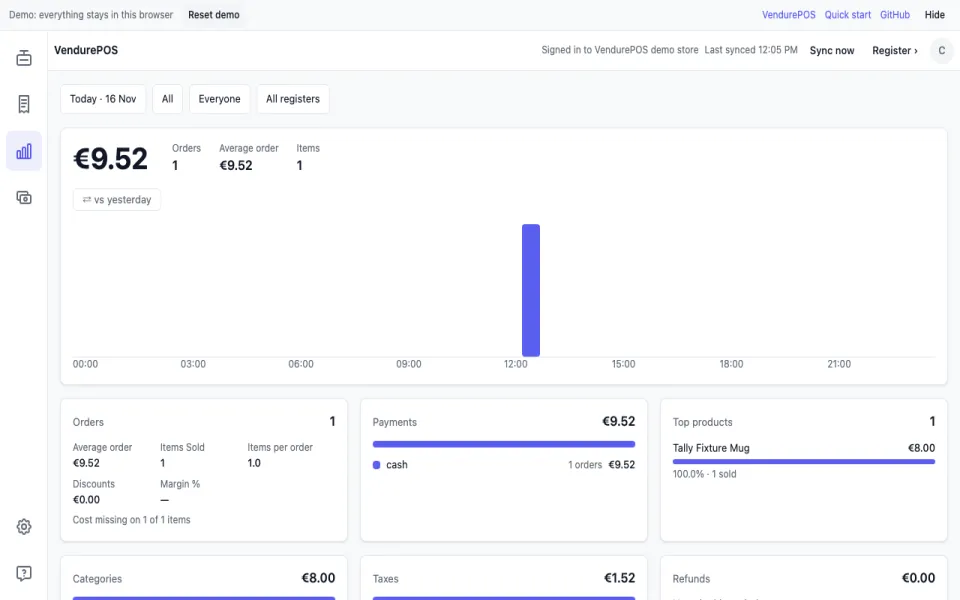 Demo: everything stays in this browser Reset demo VendurePOS Quick start GitHub Hide
VendurePOS Signed in to VendurePOS demo store Last synced 12:05 PM Sync now Register › C
Today · 16 Nov All Everyone All registers
€9.52 Orders Average order Items
1 €9.52 1
⇄ vs yesterday
00:00 03:00 06:00 09:00 12:00 15:00 18:00 21:00
Orders 1
Average order Items Sold Items per order
€9.52 1 1.0
Discounts Margin %
€0.00 —
Cost missing on 1 of 1 items
Payments €9.52
cash 1 orders €9.52
Top products 1
Tally Fixture Mug €8.00
100.0% · 1 sold
Categories €8.00
Taxes €1.52
Refunds €0.00